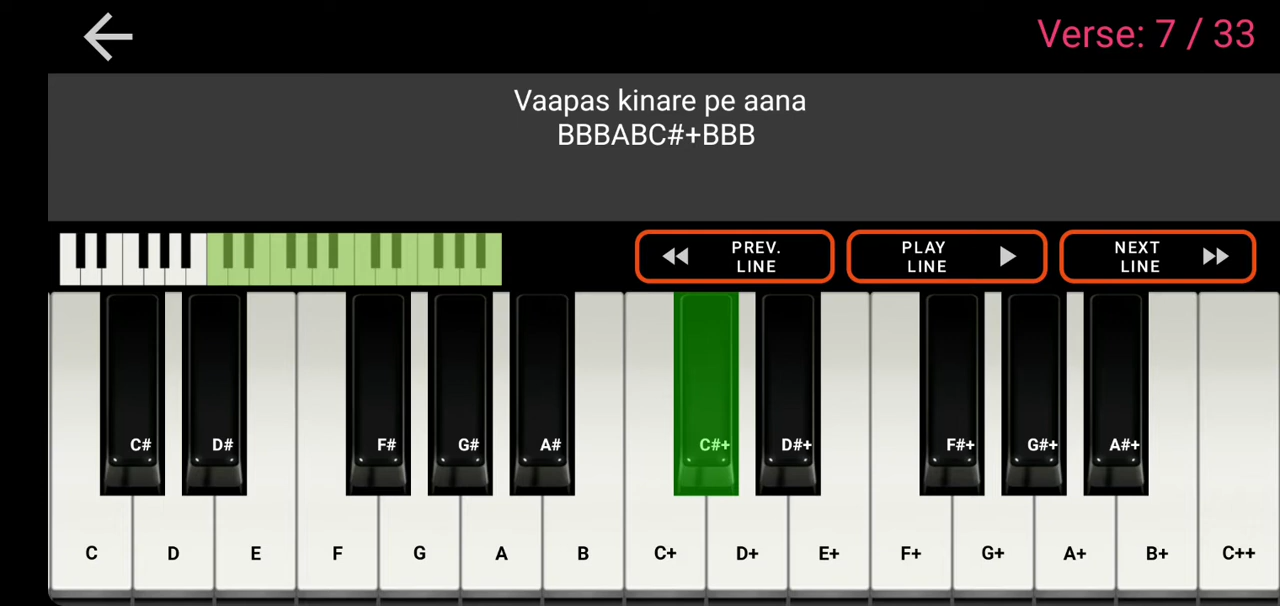 Verse: 7 / 33
Vaapas kinare pe aana
BBBABC#+BBB
PREV.
LINE
PLAY
LINE
NEXT
LINE
C# D# F# G# A# C#+ D#+ F#+ G#+ A#+
C D E F G A B C+ D+ E+ F+ G+ A+ B+ C++